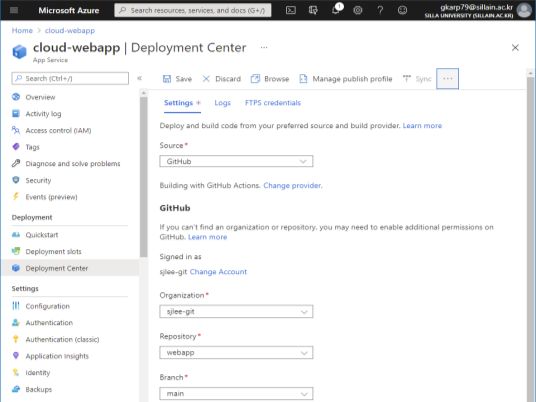 Microsoft Azure
Search resources, services, and docs (G+/)
1
gkarp79@sillain.ac.kr
SILLA UNIVERSITY (SILLAIN.AC.KR)
Home > cloud-webapp
cloud-webapp | Deployment Center ...
App Service
Search (Ctrl+/)
Save
Discard
Browse
Manage publish profile
Sync
...
Overview
Activity log
Access control (IAM)
Tags
Diagnose and solve problems
Security
Events (preview)
Deployment
Quickstart
Deployment slots
Deployment Center
Settings
Configuration
Authentication
Authentication (classic)
Application Insights
Identity
Backups
Settings *
Logs
FTPS credentials
Deploy and build code from your preferred source and build provider. Learn more
Source*
GitHub
Building with GitHub Actions. Change provider.
GitHub
If you can't find an organization or repository, you may need to enable additional permissions on
GitHub. Learn more
Signed in as
sjlee-git Change Account
Organization*
sjlee-git
Repository*
webapp
Branch*
main